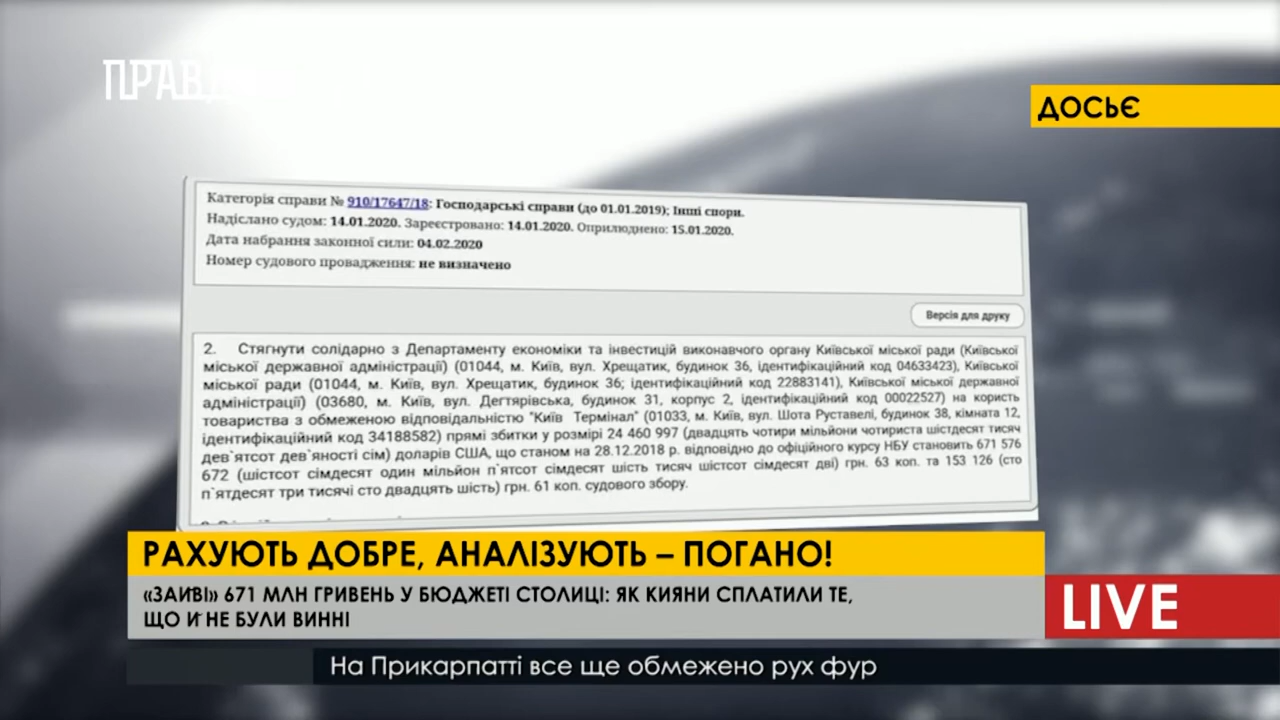 ПРАВДА
ДОСЬЄ
Категорія справи № 910/17647/18: Господарські справи (до 01.01.2019); Інші спори.
Надіслано судом: 14.01.2020. Зареєстровано: 14.01.2020. Оприлюднено: 15.01.2020.
Дата набрання законної сили: 04.02.2020
Номер судового провадження: не визначено
Версія для друку
2. Стягнути солідарно з Департаменту економіки та інвестицій виконавчого органу Київської міської ради (Київської
міської державної адміністрації) (01044, м. Київ, вул. Хрещатик, будинок 36, ідентифікаційний код 04633423), Київської
міської ради (01044, м. Київ, вул. Хрещатик, будинок 36; ідентифікаційний код 22883141), Київської міської державної
адміністрації) (03680, м. Київ, вул. Дегтярівська, будинок 31, корпус 2, ідентифікаційний код 00022527) на користь
товариства з обмеженою відповідальністю "Київ Термінал" (01033, м. Київ, вул. Шота Руставелі, будинок 38, кімната 12,
ідентифікаційний код 34188582) прямі збитки у розмірі 24 460 997 (двадцять чотири мільйони чотириста шістдесят тисяч
дев`ятсот дев`яності сім) доларів США, що станом на 28.12.2018 р. відповідно до офіційного курсу НБУ становить 671 576
672 (шістсот сімдесят один мільйон п`ятсот сімдесят шість тисяч шістсот сімдесят дві) грн. 63 коп. та 153 126 (сто
п`ятдесят три тисячі сто двадцять шість) грн. 61 коп. судового збору.
РАХУЮТЬ ДОБРЕ, АНАЛІЗУЮТЬ – ПОГАНО!
«ЗАЙВІ» 671 МЛН ГРИВЕНЬ У БЮДЖЕТІ СТОЛИЦІ: ЯК КИЯНИ СПЛАТИЛИ ТЕ,
ЩО Й НЕ БУЛИ ВИННІ
LIVE
На Прикарпатті все ще обмежено рух фур